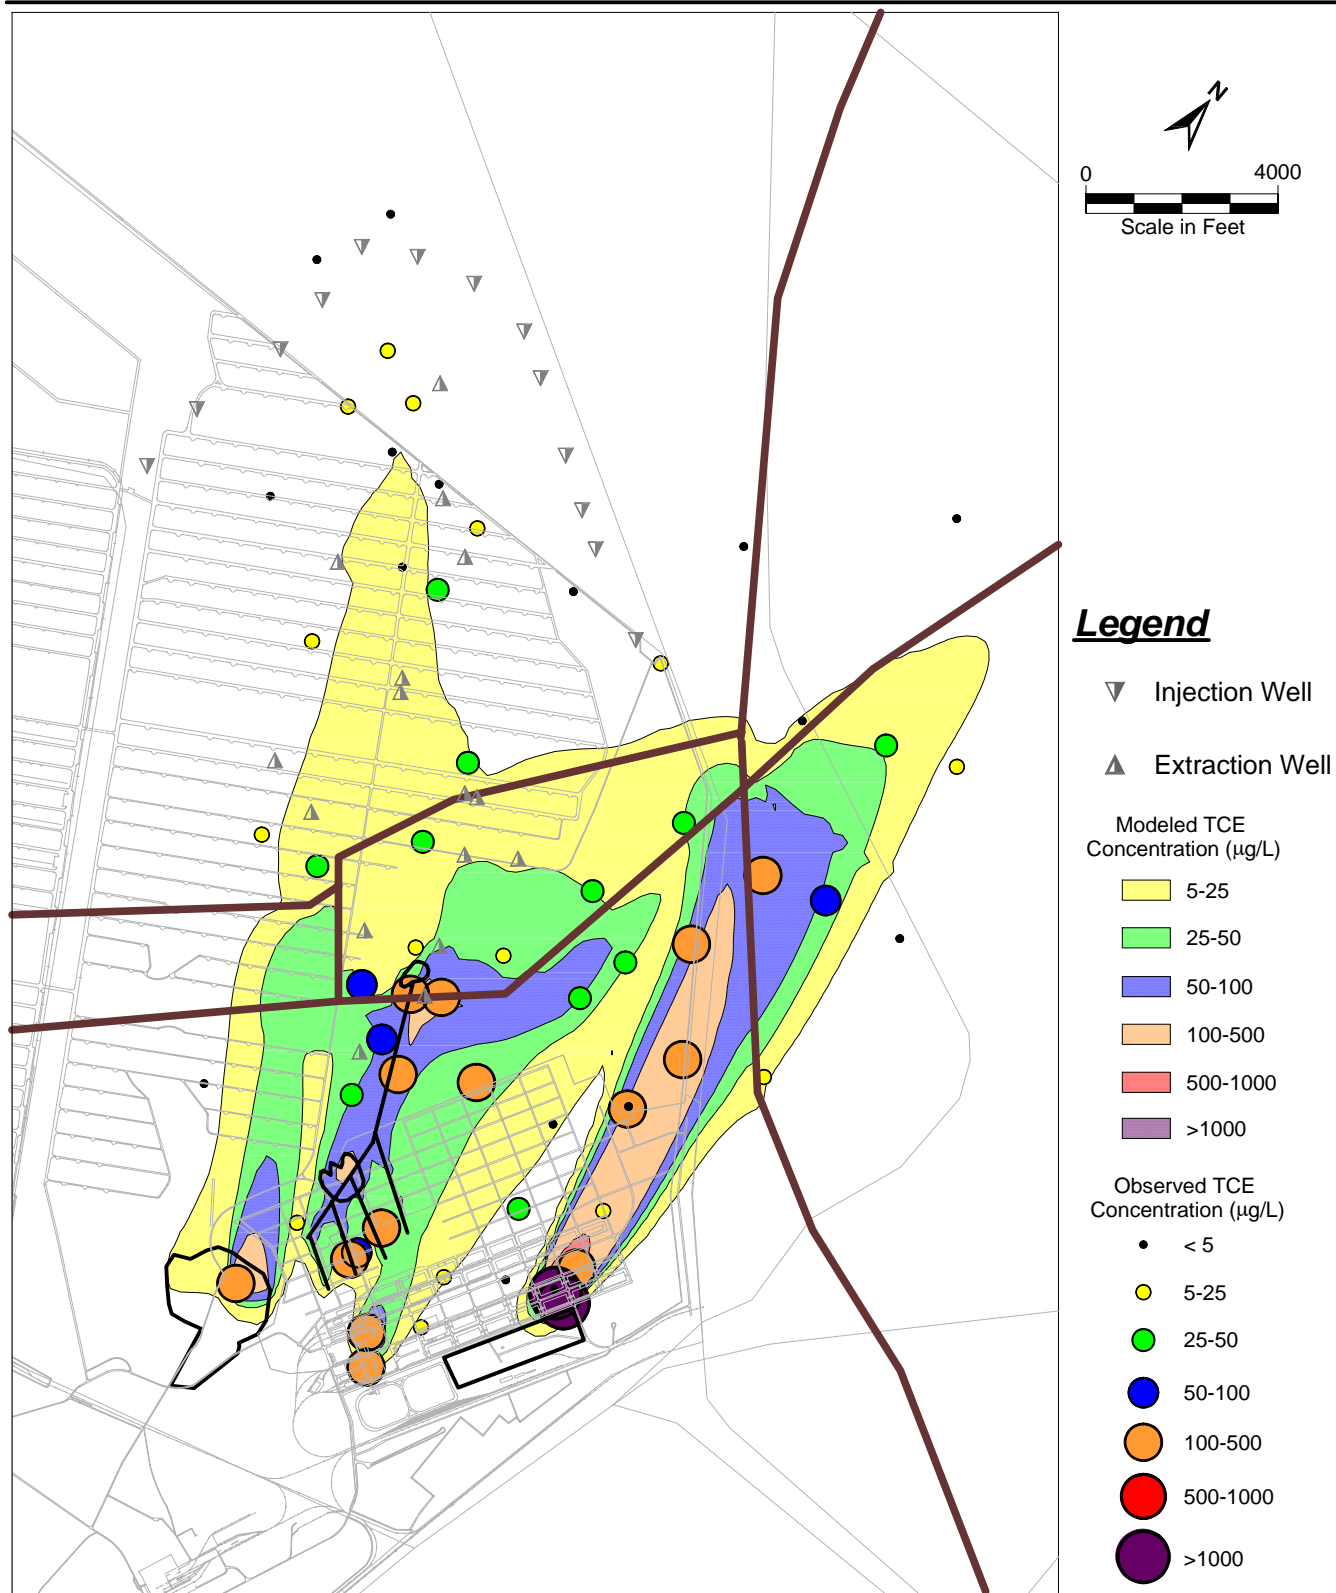 N
0 4000
Scale in Feet
Legend
Injection Well
Extraction Well
Modeled TCE
Concentration (µg/L)
5-25
25-50
50-100
100-500
500-1000
>1000
Observed TCE
Concentration (µg/L)
< 5
5-25
25-50
50-100
100-500
500-1000
>1000